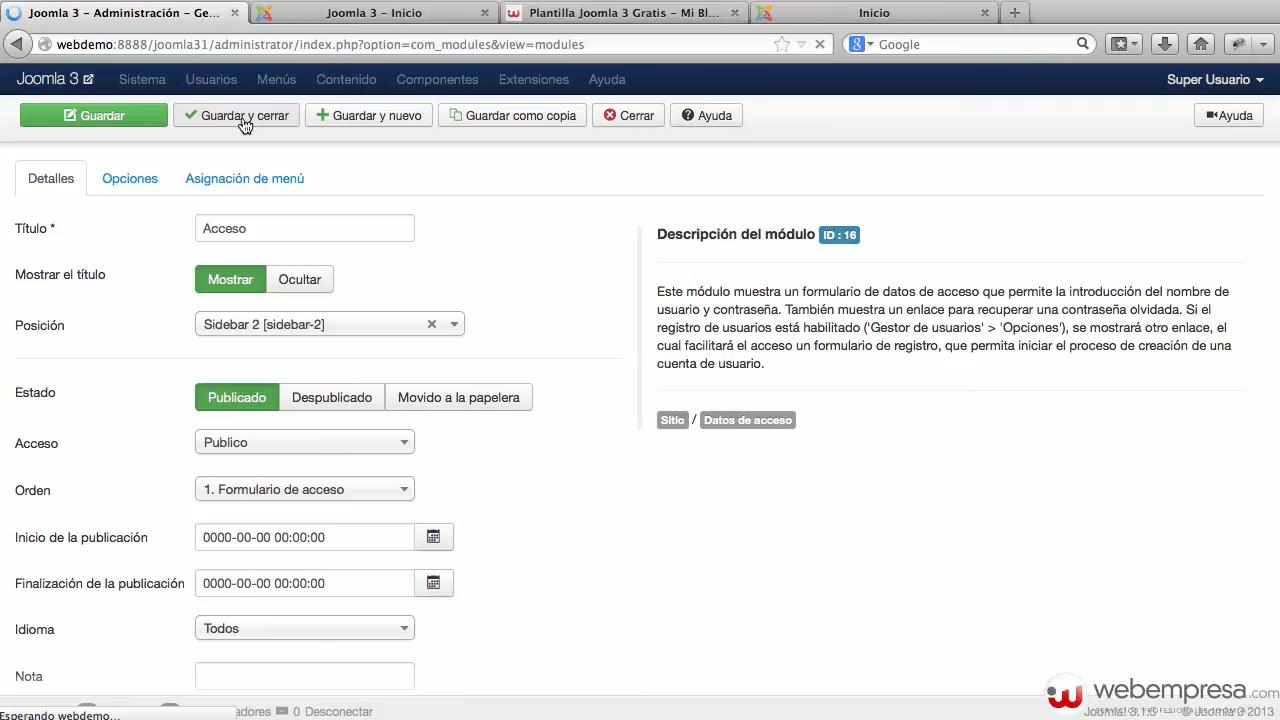 Joomla 3 - Administración - Ge...
Joomla 3 - Inicio
Plantilla Joomla 3 Gratis - Mi Bl...
Inicio
webdemo:8888/joomla31/administrator/index.php?option=com_modules&view=modules
Google
Joomla 3 Sistema Usuarios Menús Contenido Componentes Extensiones Ayuda Super Usuario
Guardar Guardar y cerrar Guardar y nuevo Guardar como copia Cerrar Ayuda Ayuda
Detalles Opciones Asignación de menú
Título * Acceso
Mostrar el título Mostrar Ocultar
Posición Sidebar 2 [sidebar-2]
Estado Publicado Despublicado Movido a la papelera
Acceso Publico
Orden 1. Formulario de acceso
Inicio de la publicación 0000-00-00 00:00:00
Finalización de la publicación 0000-00-00 00:00:00
Idioma Todos
Nota
Descripción del módulo ID : 16
Este módulo muestra un formulario de datos de acceso que permite la introducción del nombre de
usuario y contraseña. También muestra un enlace para recuperar una contraseña olvidada. Si el
registro de usuarios está habilitado ('Gestor de usuarios' > 'Opciones'), se mostrará otro enlace, el
cual facilitará el acceso un formulario de registro, que permita iniciar el proceso de creación de una
cuenta de usuario.
Sitio / Datos de acceso
webempresa.com
Esperando webdemo... adores 0 Desconectar Joomla! 3.1.5 © Joomla 3 2013